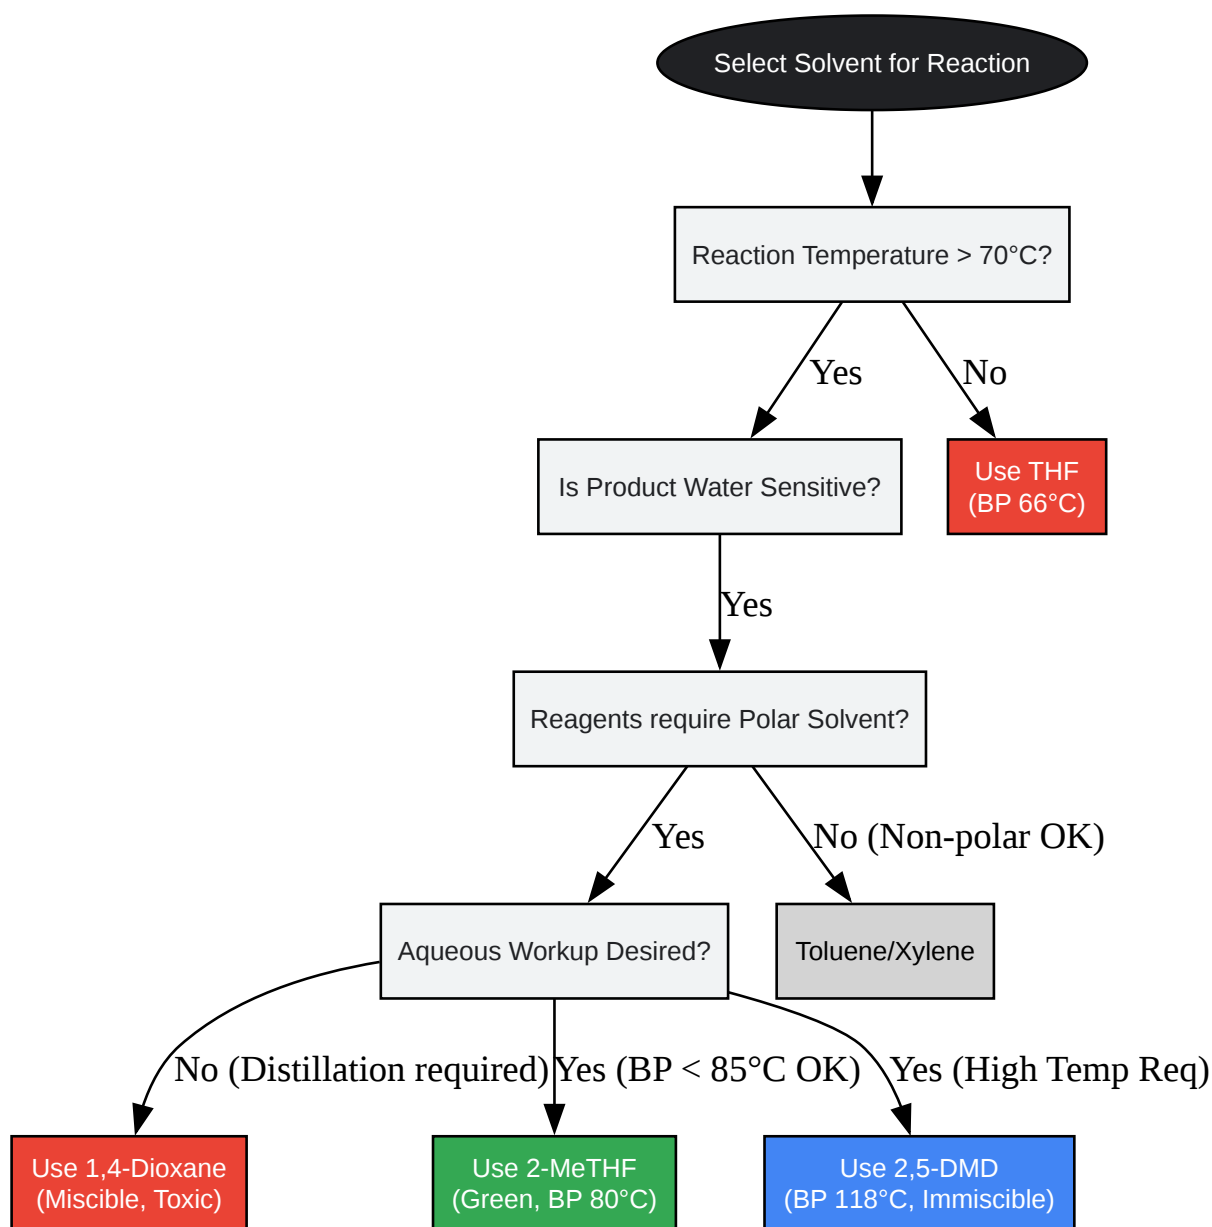 Select Solvent for Reaction
Reaction Temperature > 70°C?
Yes
No
Is Product Water Sensitive?
Use THF
(BP 66°C)
Yes
Reagents require Polar Solvent?
Yes
No (Non-polar OK)
Aqueous Workup Desired?
Toluene/Xylene
No (Distillation required)
Yes (BP < 85°C OK)
Yes (High Temp Req)
Use 1,4-Dioxane
(Miscible, Toxic)
Use 2-MeTHF
(Green, BP 80°C)
Use 2,5-DMD
(BP 118°C, Immiscible)